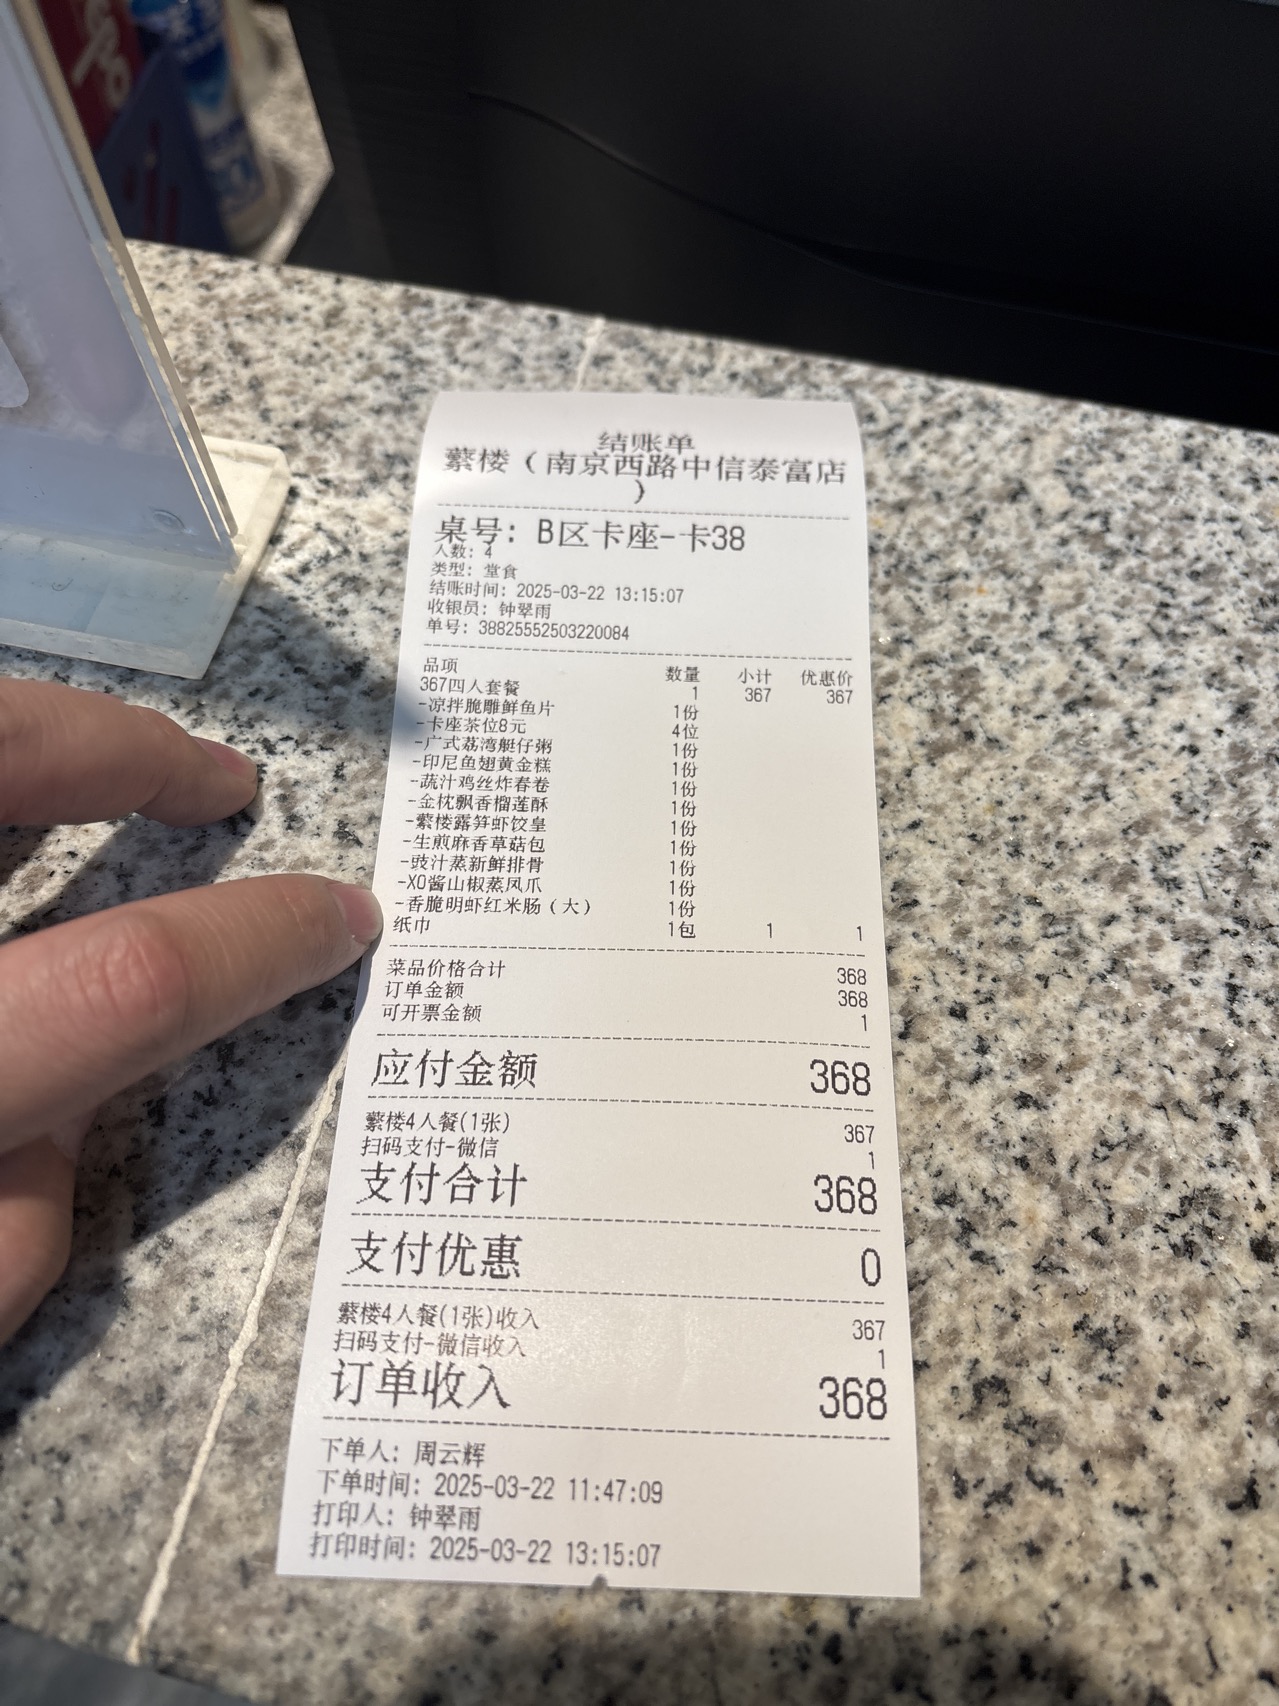 结账单
蘩楼（南京西路中信泰富店
）
桌号：B区卡座-卡38
人数：4
类型：堂食
结账时间：2025-03-22 13:15:07
收银员：钟翠雨
单号：38825552503220084
品项 数量 小计 优惠价
367四人套餐 1 367 367
-凉拌脆雕鲜鱼片 1份
-卡座茶位8元 4位
-广式荔湾艇仔粥 1份
-印尼鱼翅黄金糕 1份
-蔬汁鸡丝炸春卷 1份
-金枕飘香榴莲酥 1份
-蘩楼露笋虾饺皇 1份
-生煎麻香草菇包 1份
-豉汁蒸新鲜排骨 1份
-XO酱山椒蒸凤爪 1份
-香脆明虾红米肠（大） 1份
纸巾 1包 1 1
菜品价格合计 368
订单金额 368
可开票金额 1
应付金额 368
蘩楼4人餐(1张) 367
扫码支付-微信 1
支付合计 368
支付优惠 0
蘩楼4人餐(1张)收入 367
扫码支付-微信收入 1
订单收入 368
下单人：周云辉
下单时间：2025-03-22 11:47:09
打印人：钟翠雨
打印时间：2025-03-22 13:15:07